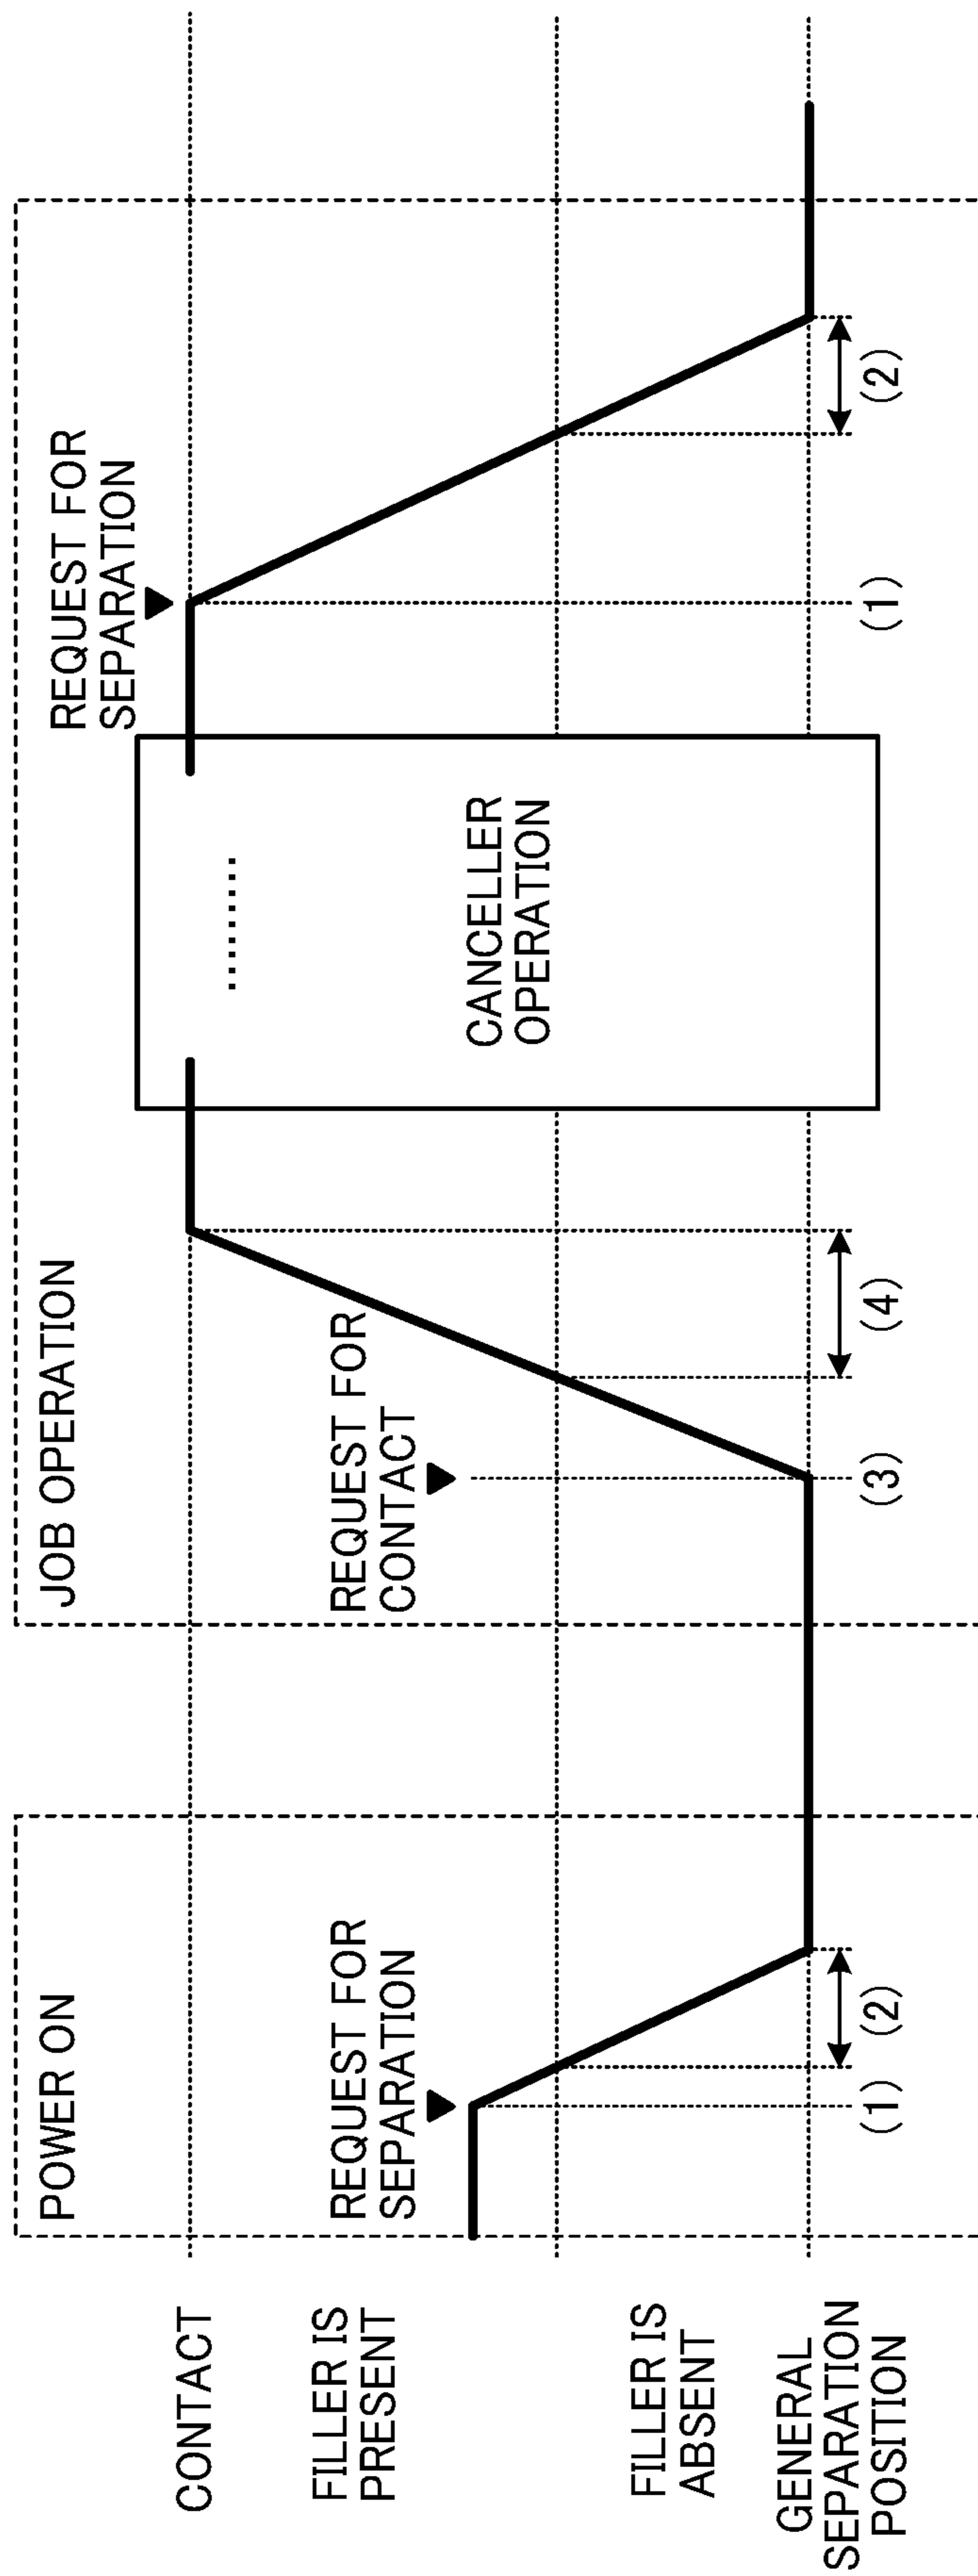 POWER ON
JOB OPERATION
REQUEST FOR
SEPARATION
CONTACT
FILLER IS
PRESENT
REQUEST FOR
SEPARATION
REQUEST FOR
CONTACT
........
CANCELLER
OPERATION
FILLER IS
ABSENT
GENERAL
SEPARATION
POSITION
(1)
(2)
(3)
(4)
(1)
(2)